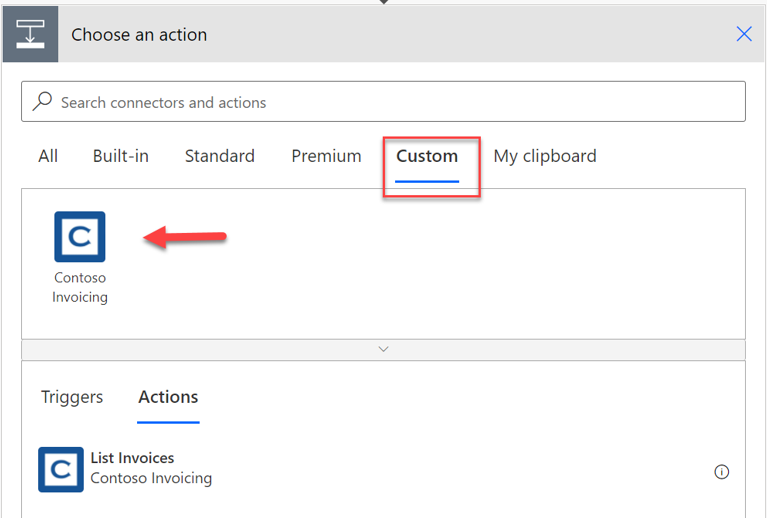 Choose an action
Search connectors and actions
All Built-in Standard Premium Custom My clipboard
C
Contoso
Invoicing
Triggers Actions
C
List Invoices
Contoso Invoicing